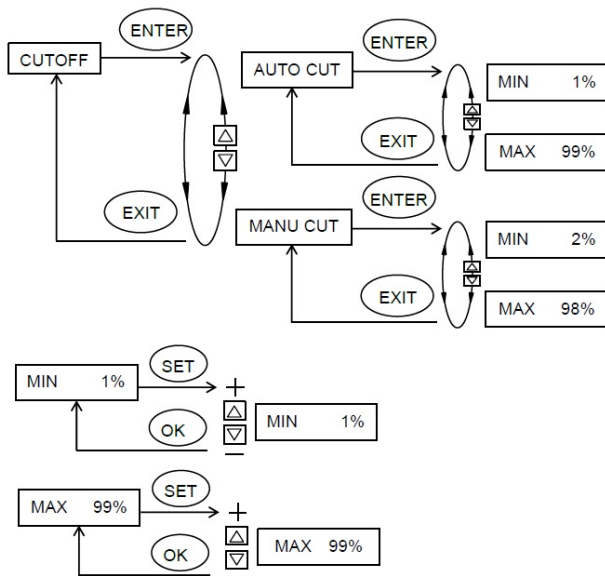 ENTER
CUTOFF
EXIT
ENTER
AUTO CUT
MIN 1%
EXIT
MAX 99%
ENTER
MANU CUT
MIN 2%
EXIT
MAX 98%
SET
MIN 1%
+
OK
MIN 1%
–
SET
MAX 99%
+
OK
MAX 99%